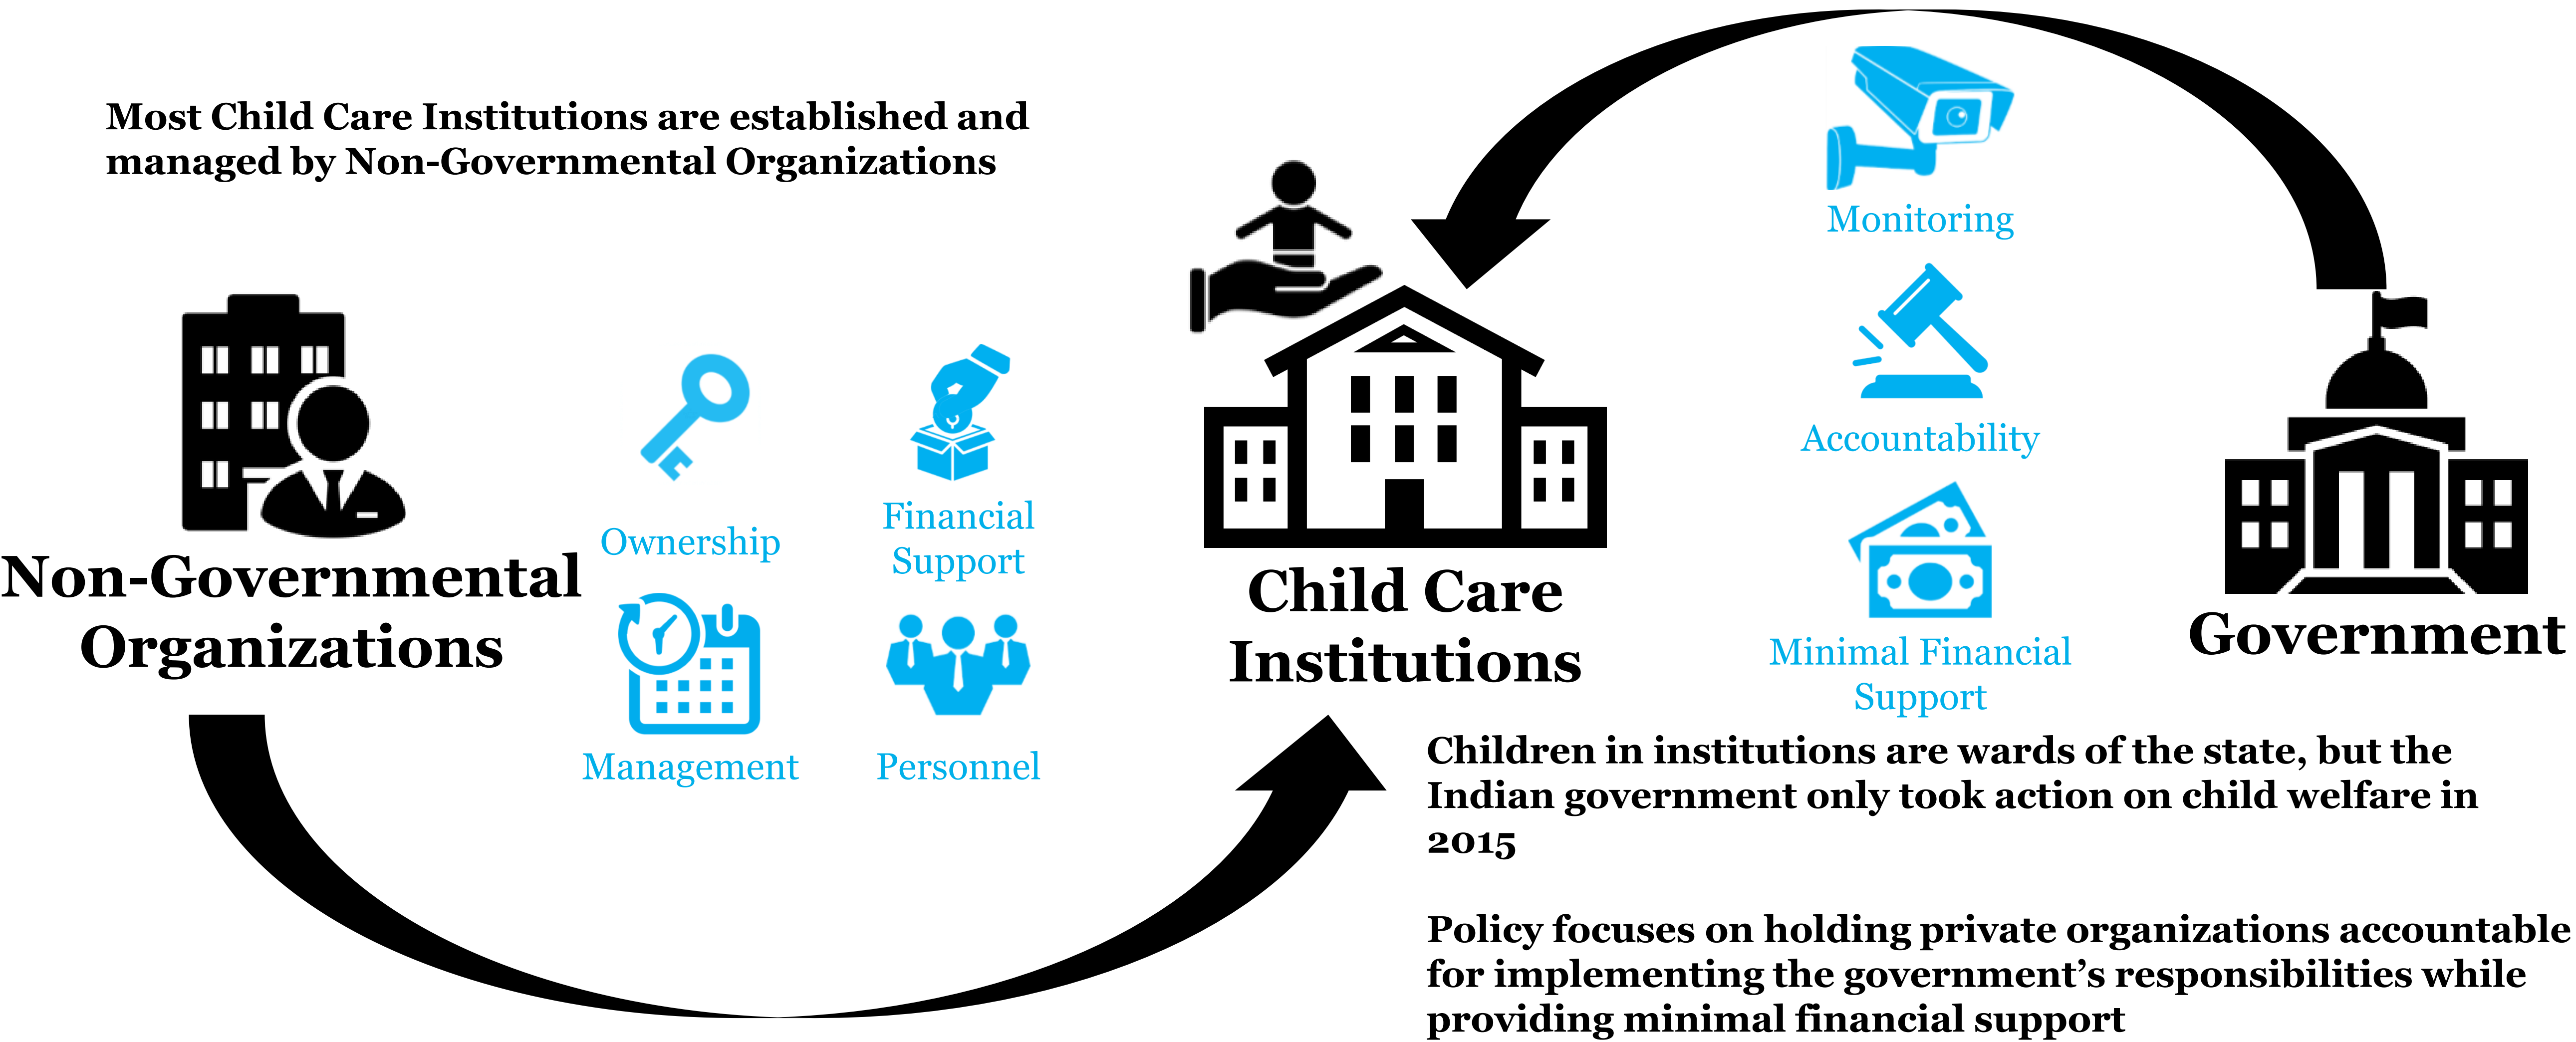 Most Child Care Institutions are established and
managed by Non-Governmental Organizations
Non-Governmental
Organizations
Ownership
Financial
Support
Management
Personnel
Child Care
Institutions
Monitoring
Accountability
Minimal Financial
Support
Government
Children in institutions are wards of the state, but the
Indian government only took action on child welfare in
2015
Policy focuses on holding private organizations accountable
for implementing the government’s responsibilities while
providing minimal financial support